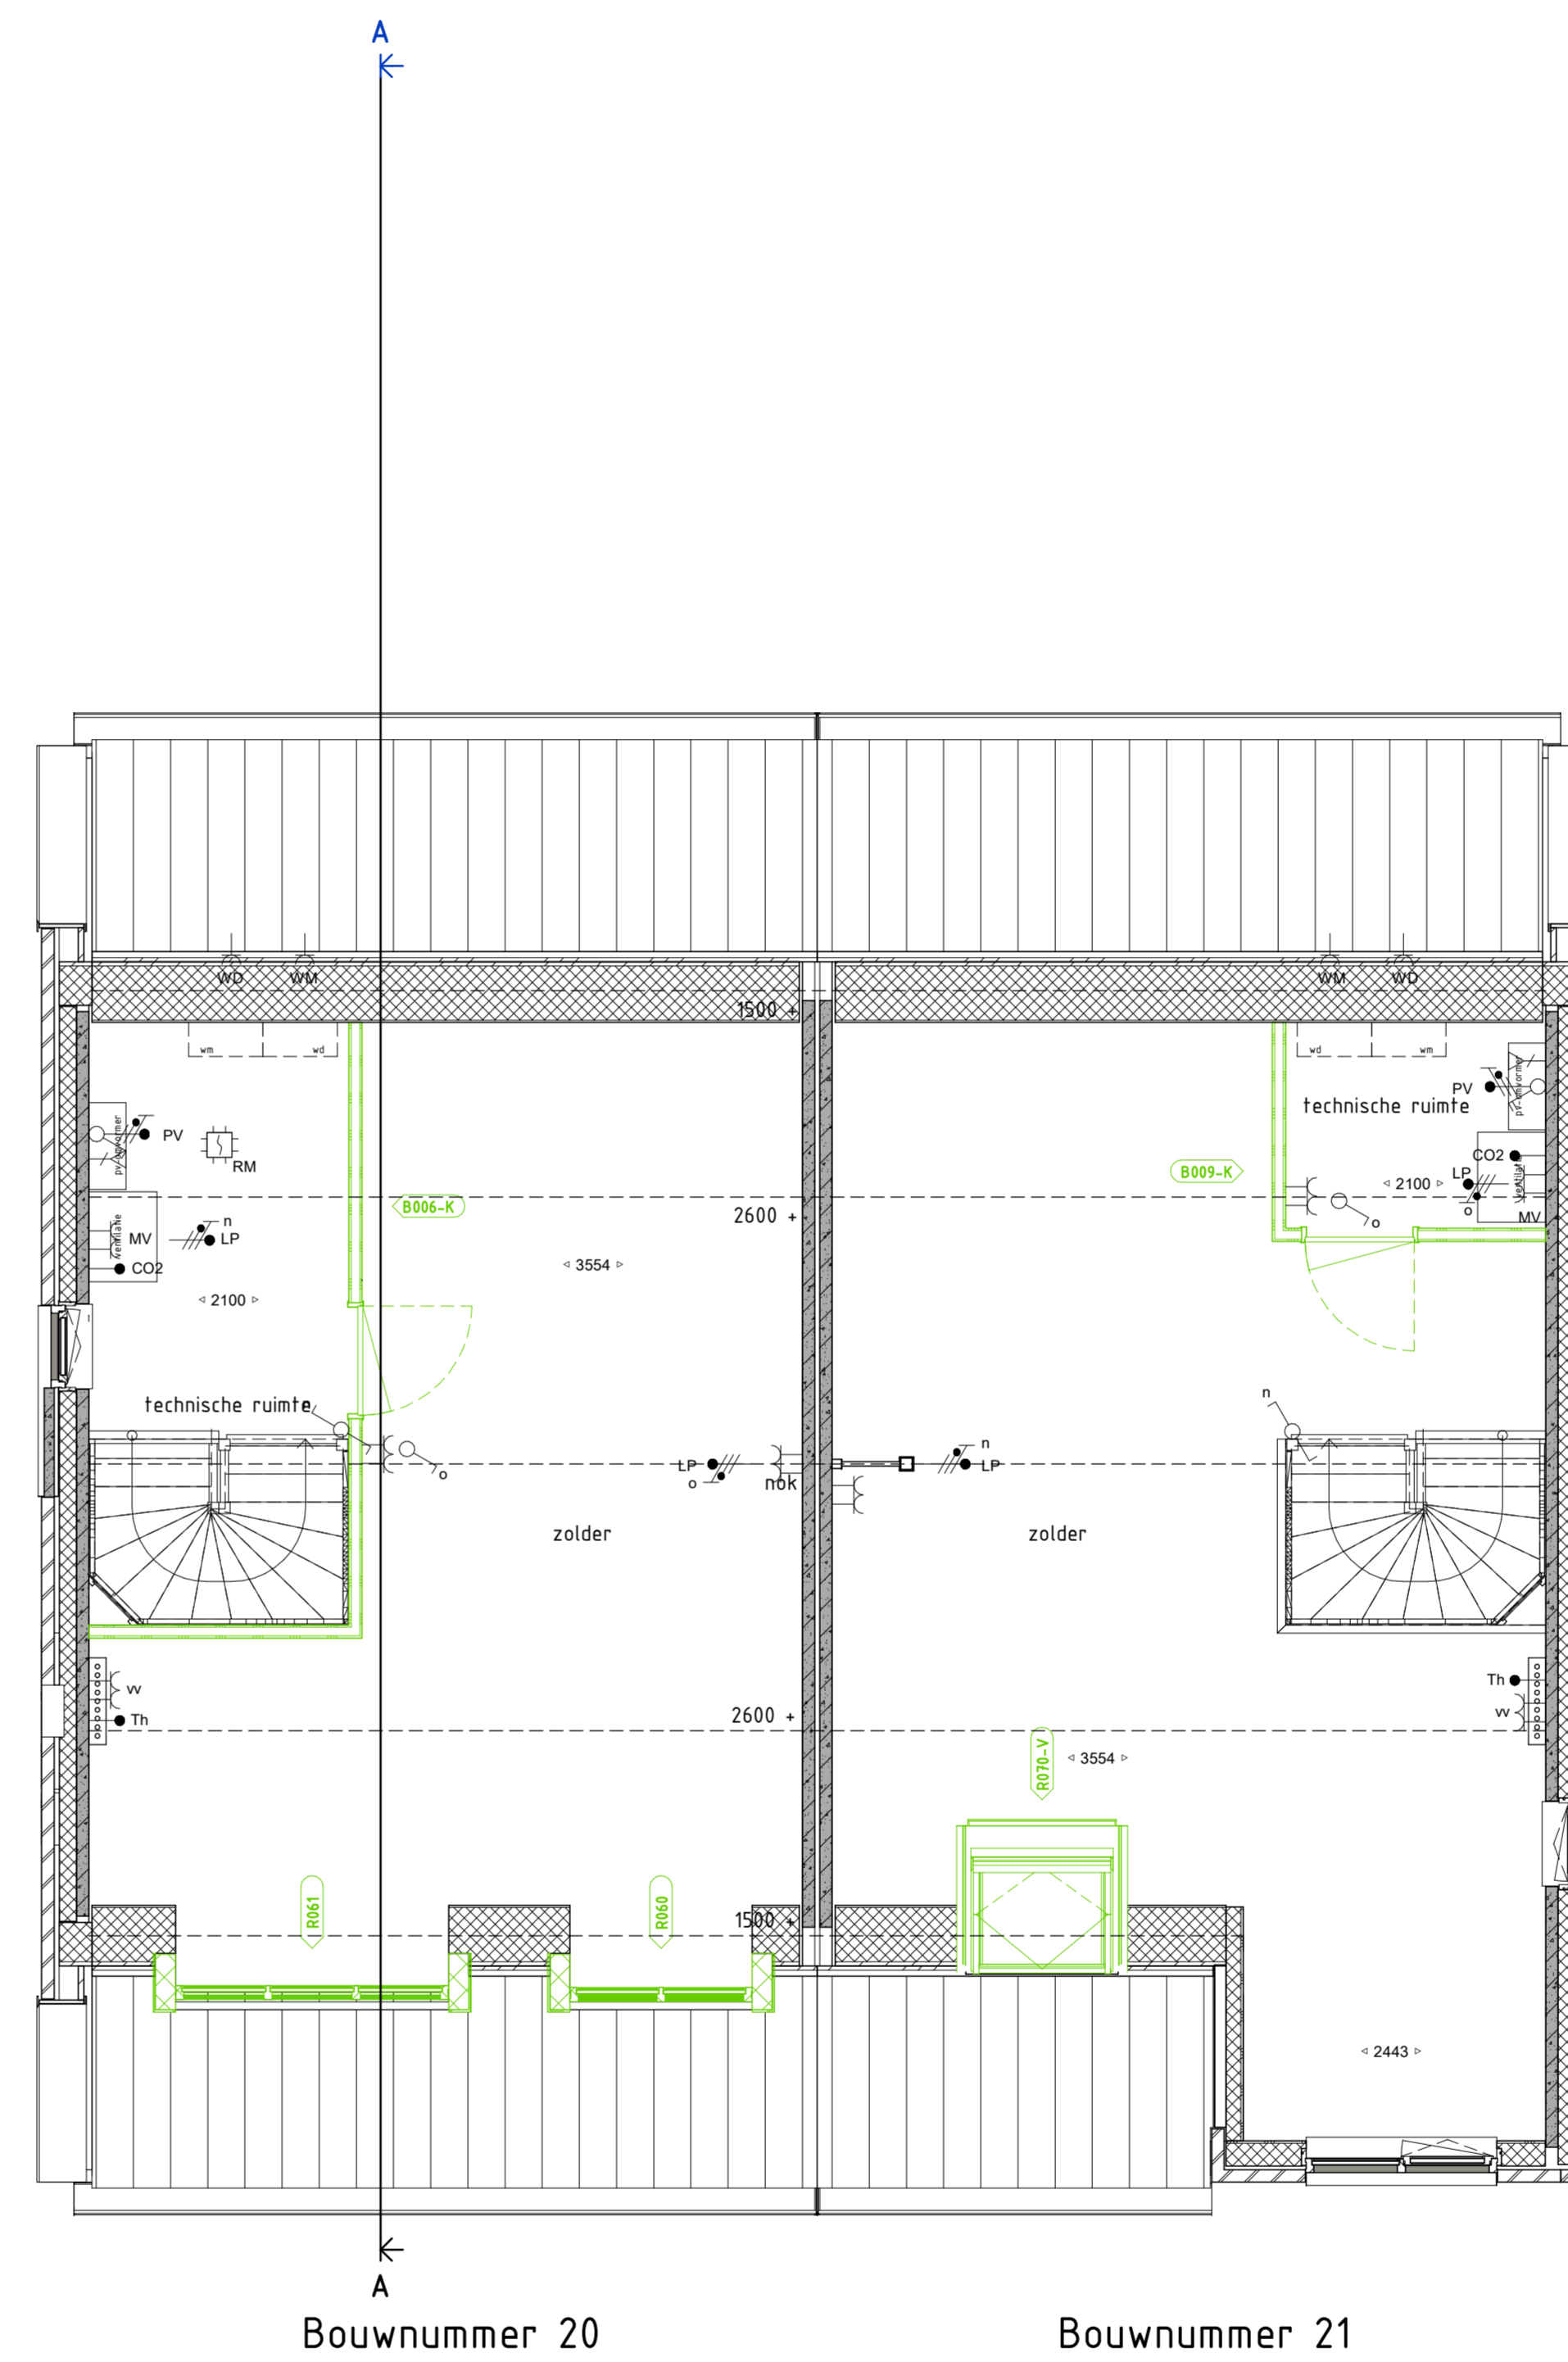 A
WD
WM
WM
WD
1500 +
wm
wd
wd
wm
pv-omvormer
PV
RM
PV
pv-omvormer
technische ruimte
B006-K
B009-K
CO2
LP
2100
o
o
MV
2600 +
n
MV
LP
CO2
3554
2100
technische ruimte
n
n
o
LP
o
nok
n
LP
zolder
zolder
vv
Th
Th
vv
2600 +
R070-V
3554
R061
R060
1500 +
2443
A
Bouwnummer 20
Bouwnummer 21